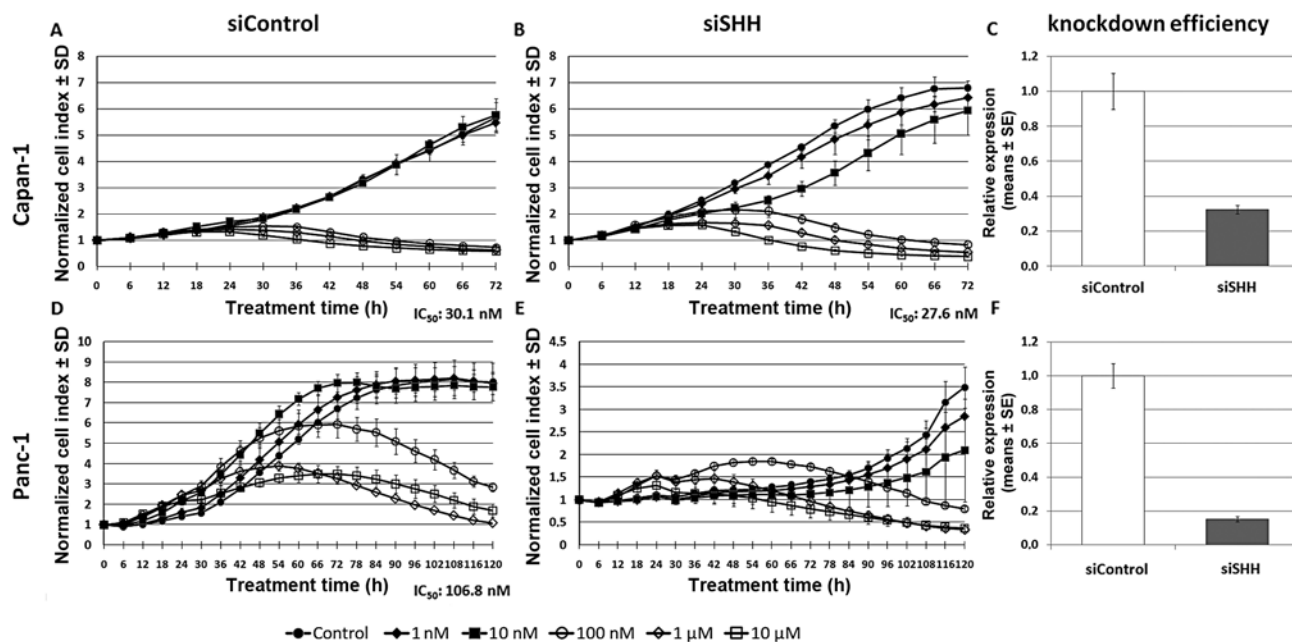 siControl
siSHH
knockdown efficiency
Capan-1
A
Normalized cell index ± SD
8
7
6
5
4
3
2
1
0
0 6 12 18 24 30 36 42 48 54 60 66 72
Treatment time (h)
IC50: 30.1 nM
B
Normalized cell index ± SD
8
7
6
5
4
3
2
1
0
0 6 12 18 24 30 36 42 48 54 60 66 72
Treatment time (h)
IC50: 27.6 nM
C
Relative expression
(means ± SE)
1.2
1.0
0.8
0.6
0.4
0.2
0.0
siControl siSHH
Panc-1
D
Normalized cell index ± SD
10
9
8
7
6
5
4
3
2
1
0
0 6 12 18 24 30 36 42 48 54 60 66 72 78 84 90 96 102 108 116 120
Treatment time (h)
IC50: 106.8 nM
E
Normalized cell index ± SD
4.5
4
3.5
3
2.5
2
1.5
1
0,5
0
0 6 12 18 24 30 36 42 48 54 60 66 72 78 84 90 96 102 108 116 120
Treatment time (h)
F
Relative expression
(means ± SE)
1.2
1.0
0.8
0.6
0.4
0.2
0.0
siControl siSHH
Control 1 nM 10 nM 100 nM 1 µM 10 µM